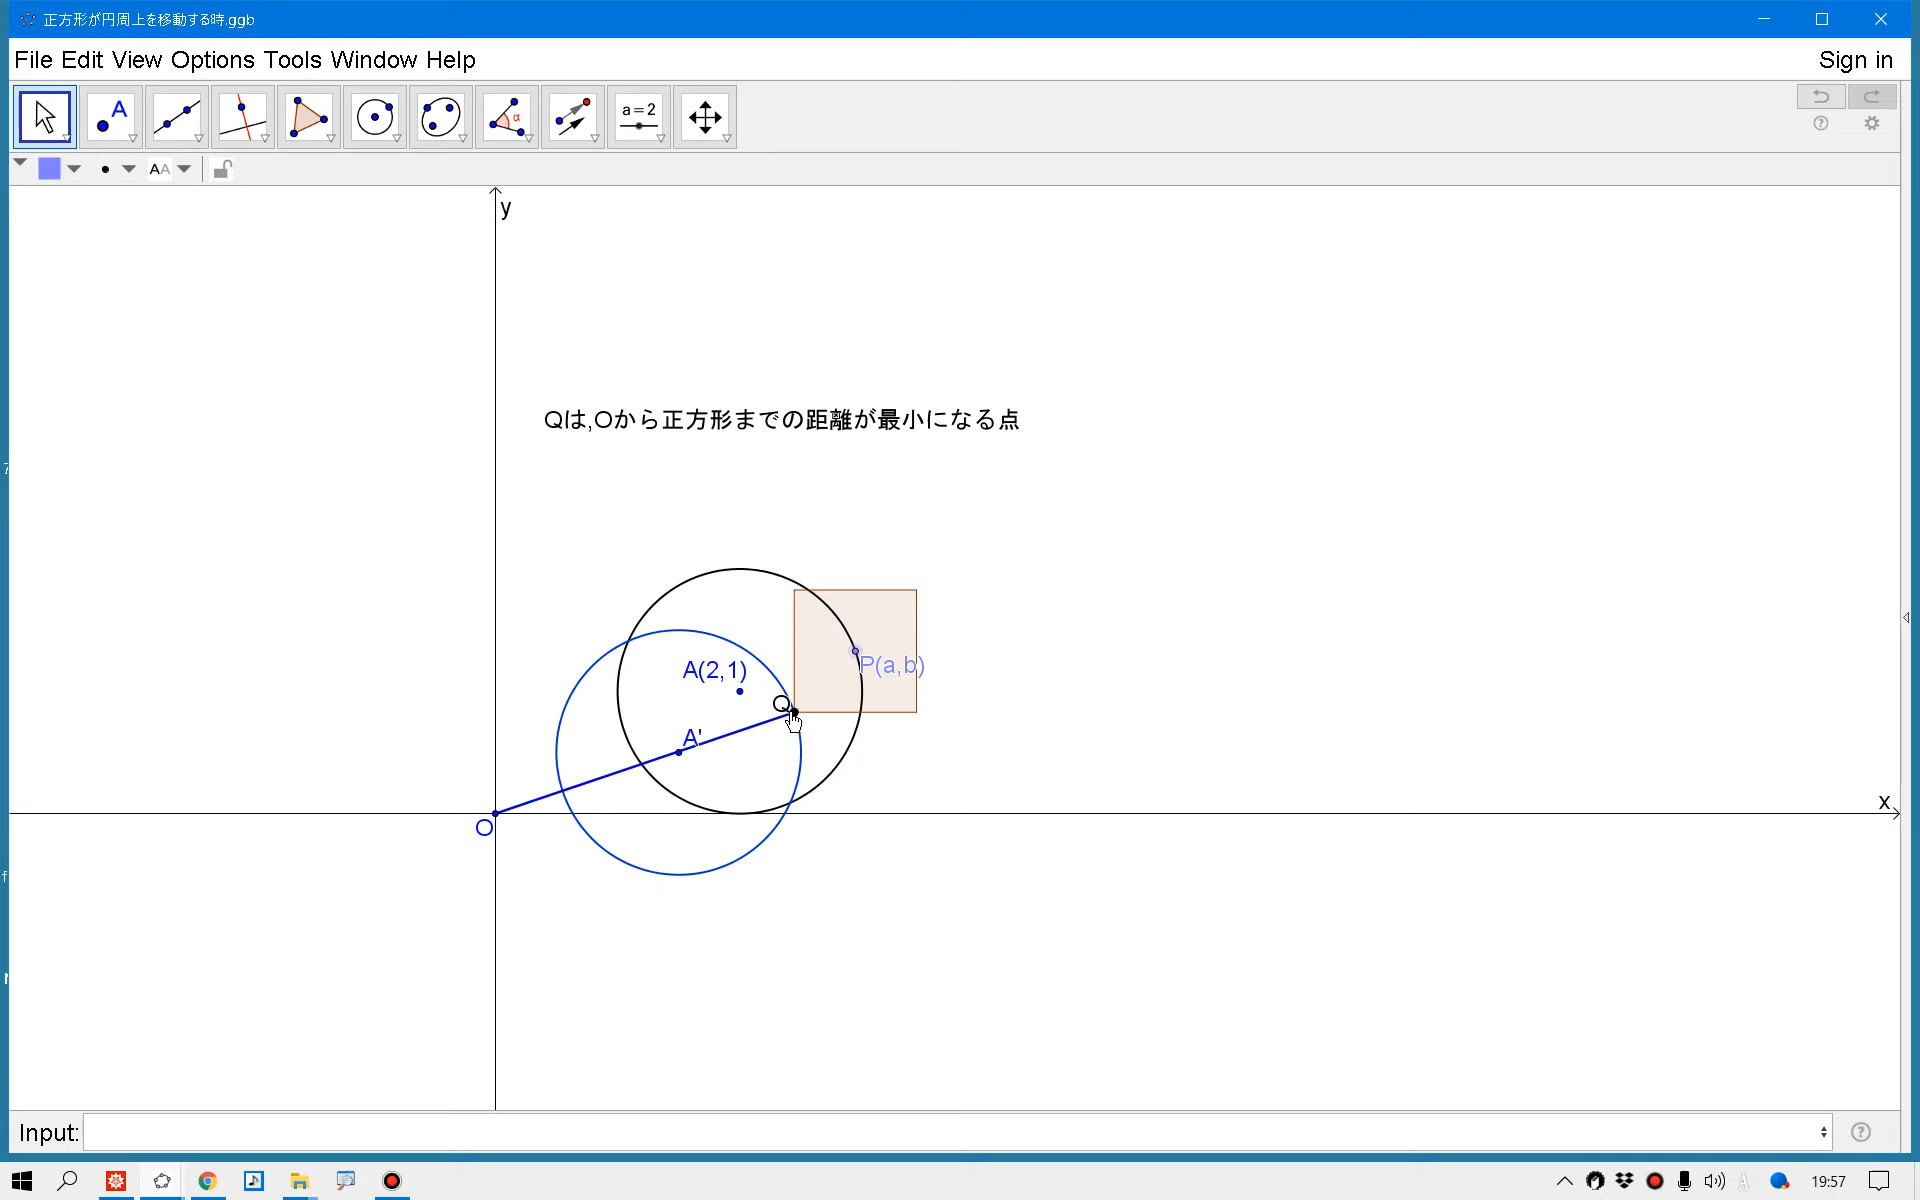 正方形が円周上を移動する時.ggb
File Edit View Options Tools Window Help
Sign in
A
α
a=2
AA
y
Qは,Oから正方形までの距離が最小になる点
A(2,1)
P(a,b)
Q
A'
x
O
Input:
19:57